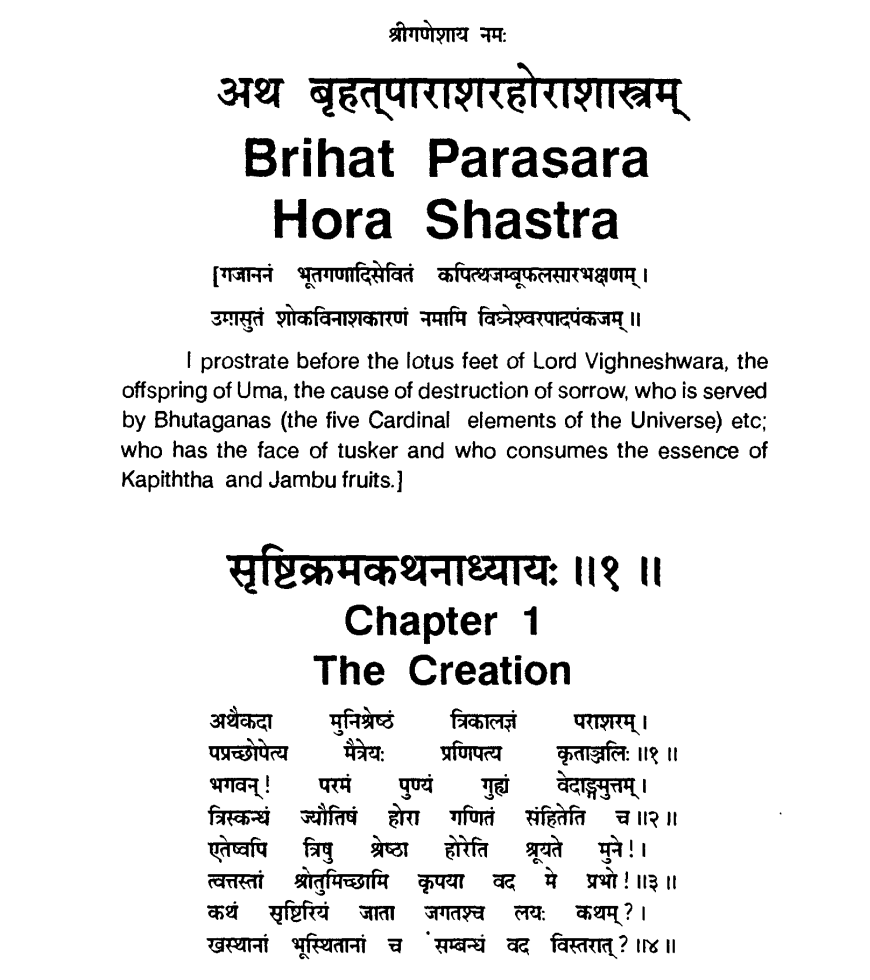 श्रीगणेशाय नमः
अथ बृहत्पाराशरहोराशास्त्रम्
Brihat Parasara
Hora Shastra
[गजाननं भूतगणादिसेवितं कपित्थजम्बूफलसारभक्षणम् ।
उमासुतं शोकविनाशकारणं नमामि विघ्नेश्वरपादपंकजम् ॥
I prostrate before the lotus feet of Lord Vighneshwara, the
offspring of Uma, the cause of destruction of sorrow, who is served
by Bhutaganas (the five Cardinal elements of the Universe) etc;
who has the face of tusker and who consumes the essence of
Kapiththa and Jambu fruits.]
सृष्टिक्रमकथनाध्यायः ॥१॥
Chapter 1
The Creation
अथैकदा मुनिश्रेष्ठं त्रिकालज्ञं पराशरम् ।
पप्रच्छोपेत्य मैत्रेयः प्रणिपत्य कृताञ्जलिः ॥१॥
भगवन् ! परमं पुण्यं गुह्यं वेदाङ्गमुत्तमम् ।
त्रिस्कन्धं ज्यौतिषं होरा गणितं संहितेति च ॥२॥
एतेष्वपि त्रिषु श्रेष्ठा होरेति श्रूयते मुने ! ।
त्वत्तस्तां श्रोतुमिच्छामि कृपया वद मे प्रभो ! ॥३॥
कथं सृष्टिरियं जाता जगतश्च लयः कथम् ? ।
खस्थानां भूस्थितानां च सम्बन्धं वद विस्तरात् ? ॥४॥